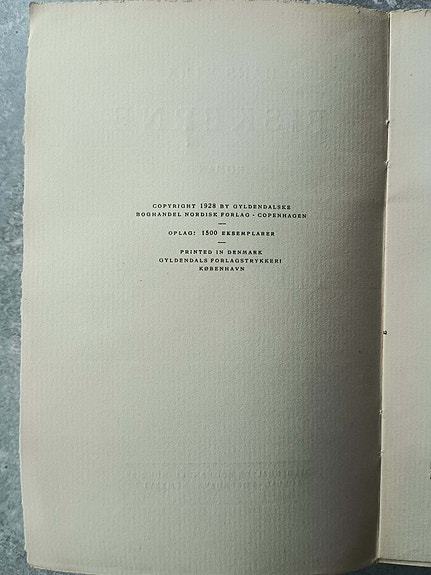 COPYRIGHT 1928 BY GYLDENDALSKE
BOGHANDEL NORDISK FORLAG - COPENHAGEN
OPLAG: 1500 EKSEMPLARER
PRINTED IN DENMARK
GYLDENDALS FORLAGSTRYKKERI
KØBENHAVN